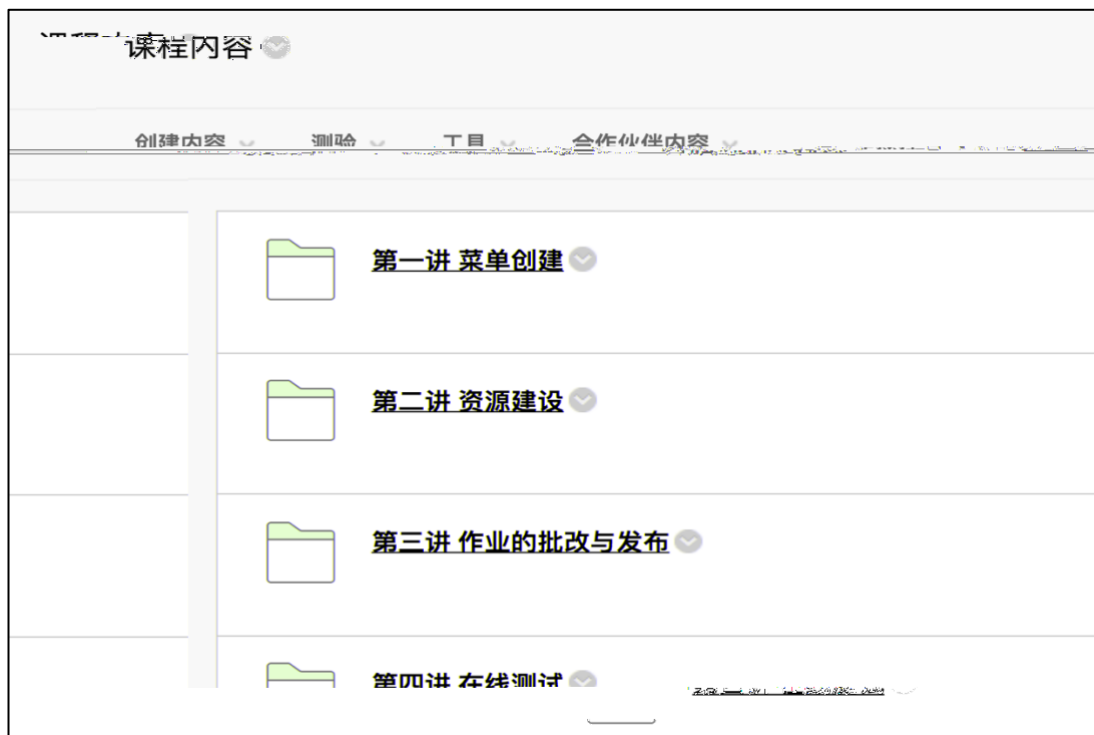 课程内容
创建内容 测验 工具 合作伙伴内容
第一讲 菜单创建
第二讲 资源建设
第三讲 作业的批改与发布
第四讲 在线测试